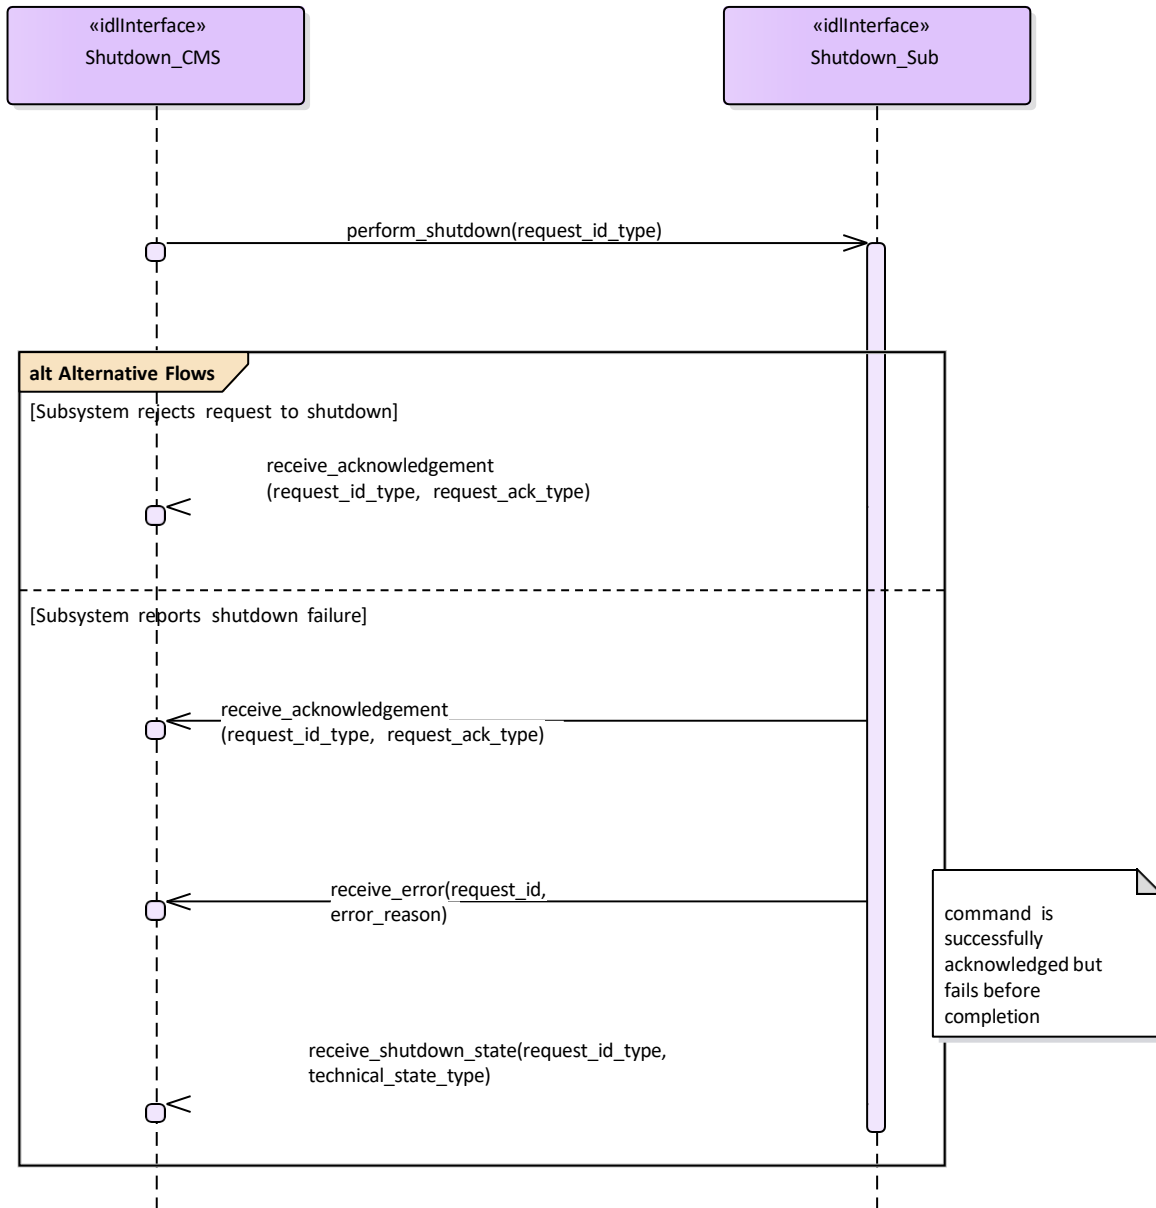 «idlInterface»
Shutdown_CMS
«idlInterface»
Shutdown_Sub
perform_shutdown(request_id_type)
alt Alternative Flows
[Subsystem rejects request to shutdown]
receive_acknowledgement
(request_id_type, request_ack_type)
[Subsystem reports shutdown failure]
receive_acknowledgement
(request_id_type, request_ack_type)
receive_error(request_id,
error_reason)
command is
successfully
acknowledged but
fails before
completion
receive_shutdown_state(request_id_type,
technical_state_type)